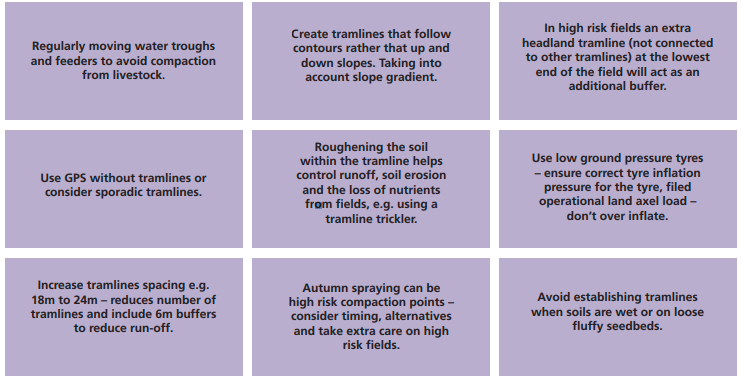 Regularly moving water troughs
and feeders to avoid compaction
from livestock.
Create tramlines that follow
contours rather that up and
down slopes. Taking into
account slope gradient.
In high risk fields an extra
headland tramline (not connected
to other tramlines) at the lowest
end of the field will act as an
additional buffer.
Use GPS without tramlines or
consider sporadic tramlines.
Roughening the soil
within the tramline helps
control runoff, soil erosion
and the loss of nutrients
from fields, e.g. using a
tramline trickler.
Use low ground pressure tyres
– ensure correct tyre inflation
pressure for the tyre, filed
operational land axel load –
don’t over inflate.
Increase tramlines spacing e.g.
18m to 24m – reduces number of
tramlines and include 6m buffers
to reduce run-off.
Autumn spraying can be
high risk compaction points –
consider timing, alternatives
and take extra care on high
risk fields.
Avoid establishing tramlines
when soils are wet or on loose
fluffy seedbeds.